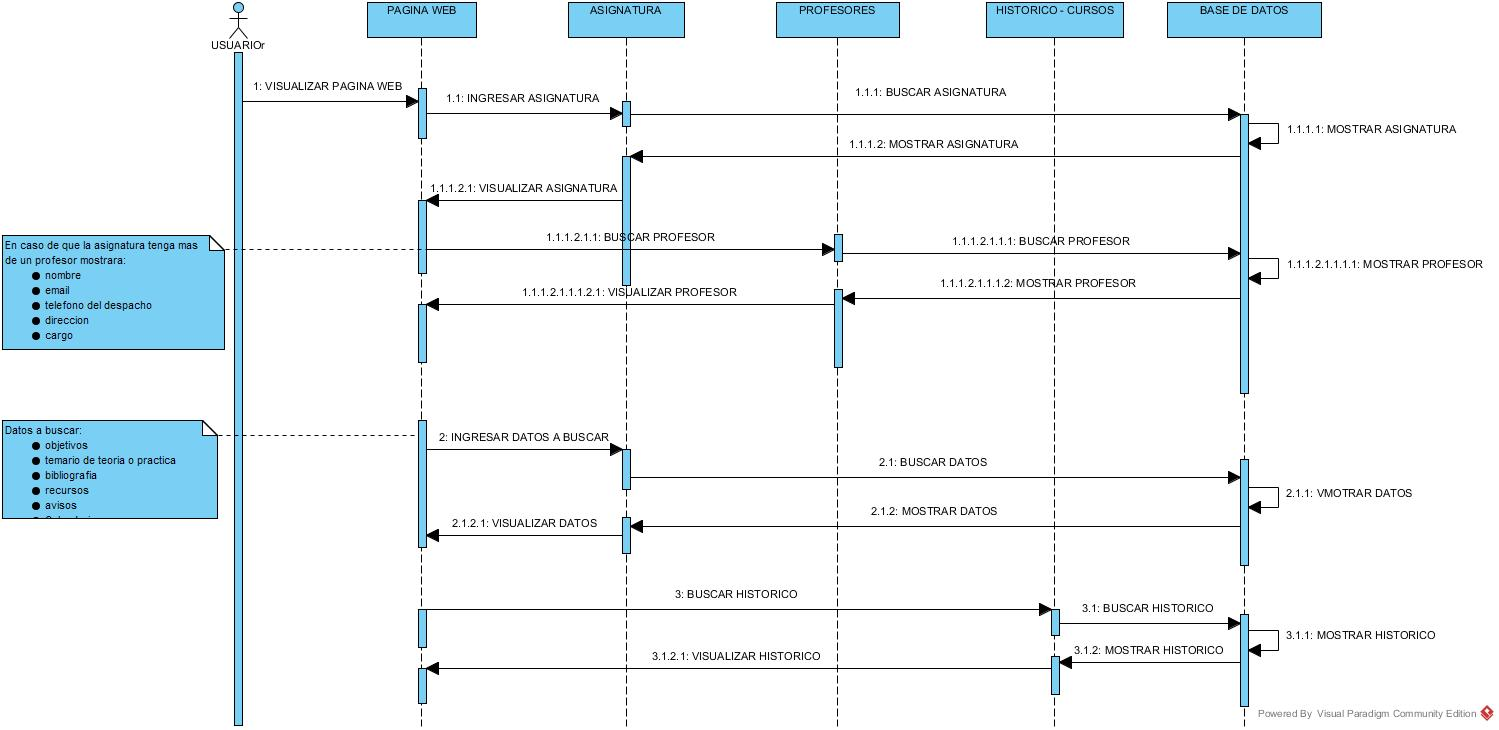 PAGINA WEB
ASIGNATURA
PROFESORES
HISTORICO - CURSOS
BASE DE DATOS
USUARIOr
1: VISUALIZAR PAGINA WEB
1.1: INGRESAR ASIGNATURA
1.1.1: BUSCAR ASIGNATURA
1.1.1.1: MOSTRAR ASIGNATURA
1.1.1.2: MOSTRAR ASIGNATURA
1.1.1.2.1: VISUALIZAR ASIGNATURA
En caso de que la asignatura tenga mas
de un profesor mostrara:
● nombre
● email
● telefono del despacho
● direccion
● cargo
1.1.1.2.1.1: BUSCAR PROFESOR
1.1.1.2.1.1.1: BUSCAR PROFESOR
1.1.1.2.1.1.1.1: MOSTRAR PROFESOR
1.1.1.2.1.1.1.2: MOSTRAR PROFESOR
1.1.1.2.1.1.1.2.1: VISUALIZAR PROFESOR
Datos a buscar:
● objetivos
● temario de teoria o practica
● bibliografia
● recursos
● avisos
2: INGRESAR DATOS A BUSCAR
2.1: BUSCAR DATOS
2.1.1: VMOTRAR DATOS
2.1.2: MOSTRAR DATOS
2.1.2.1: VISUALIZAR DATOS
3: BUSCAR HISTORICO
3.1: BUSCAR HISTORICO
3.1.1: MOSTRAR HISTORICO
3.1.2: MOSTRAR HISTORICO
3.1.2.1: VISUALIZAR HISTORICO
Powered By Visual Paradigm Community Edition